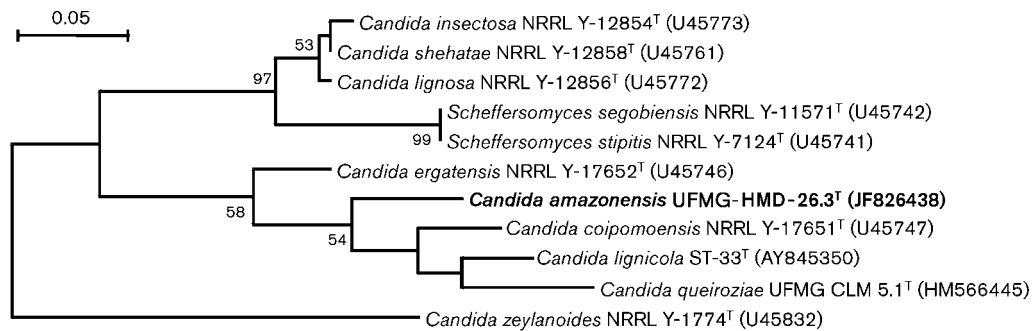 0.05
Candida insectosa NRRL Y-12854ᵀ (U45773)
53
Candida shehatae NRRL Y-12858ᵀ (U45761)
97
Candida lignosa NRRL Y-12856ᵀ (U45772)
Scheffersomyces segobiensis NRRL Y-11571ᵀ (U45742)
99
Scheffersomyces stipitis NRRL Y-7124ᵀ (U45741)
Candida ergatensis NRRL Y-17652ᵀ (U45746)
58
Candida amazonensis UFMG-HMD-26.3ᵀ (JF826438)
Candida coipomoensis NRRL Y-17651ᵀ (U45747)
54
Candida lignicola ST-33ᵀ (AY845350)
Candida queiroziae UFMG CLM 5.1ᵀ (HM566445)
Candida zeylanoides NRRL Y-1774ᵀ (U45832)